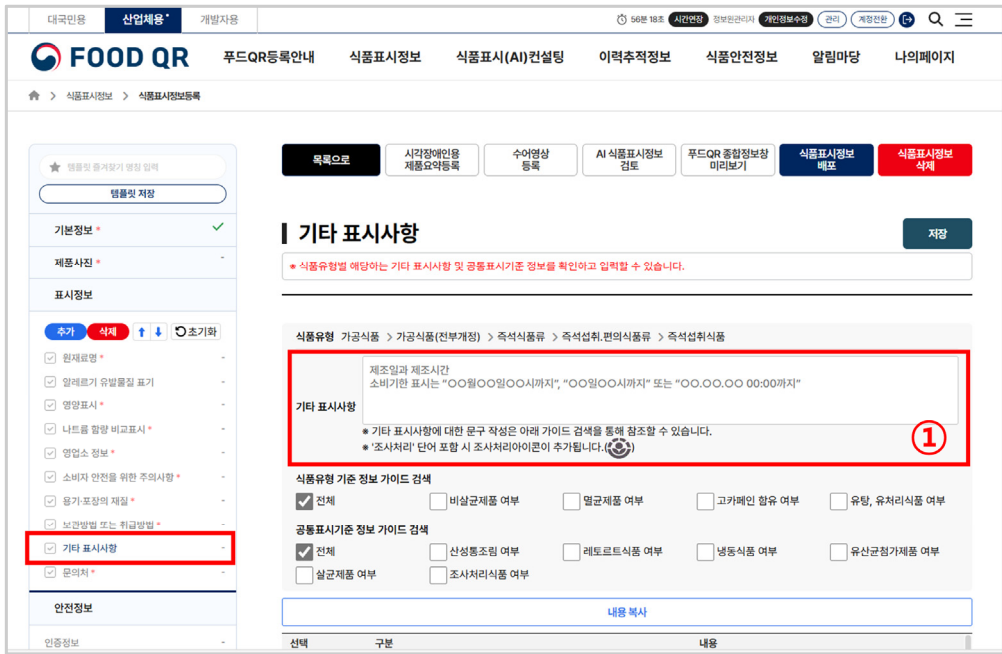 대국민용 산업체용 개발자용
56분 18초 시간연장 정보원관리자 개인정보수정 관리 계정전환
FOOD QR 푸드QR등록안내 식품표시정보 식품표시(AI)컨설팅 이력추적정보 식품안전정보 알림마당 나의페이지
식품표시정보 > 식품표시정보등록
템플릿 즐겨찾기 명칭 입력
템플릿 저장
기본정보 *
제품사진 *
표시정보
추가 삭제 초기화
원재료명 *
알레르기 유발물질 표기
영양표시 *
나트륨 함량 비교표시 *
영업소 정보 *
소비자 안전을 위한 주의사항 *
용기·포장의 재질 *
보관방법 또는 취급방법 *
기타 표시사항
문의처 *
안전정보
인증정보
목록으로
시각장애인용
제품요약등록
수어영상
등록
AI 식품표시정보
검토
푸드QR 종합정보창
미리보기
식품표시정보
배포
식품표시정보
삭제
기타 표시사항
저장
※ 식품유형별 해당하는 기타 표시사항 및 공통표시기준 정보를 확인하고 입력할 수 있습니다.
식품유형 가공식품 > 가공식품(전부개정) > 즉석식품류 > 즉석섭취.편의식품류 > 즉석섭취식품
기타 표시사항
제조일과 제조시간
소비기한 표시는 “○○월○○일○○시까지”, “○○일○○시까지” 또는 “○○.○○.○○ 00:00까지”
※ 기타 표시사항에 대한 문구 작성은 아래 가이드 검색을 통해 참조할 수 있습니다.
※ '조사처리' 단어 포함 시 조사처리아이콘이 추가됩니다.( )
①
식품유형 기준 정보 가이드 검색
전체 비살균제품 여부 멸균제품 여부 고카페인 함유 여부 유탕, 유처리식품 여부
공통표시기준 정보 가이드 검색
전체 산성통조림 여부 레토르트식품 여부 냉동식품 여부 유산균첨가제품 여부
살균제품 여부 조사처리식품 여부
내용 복사
선택 구분 내용